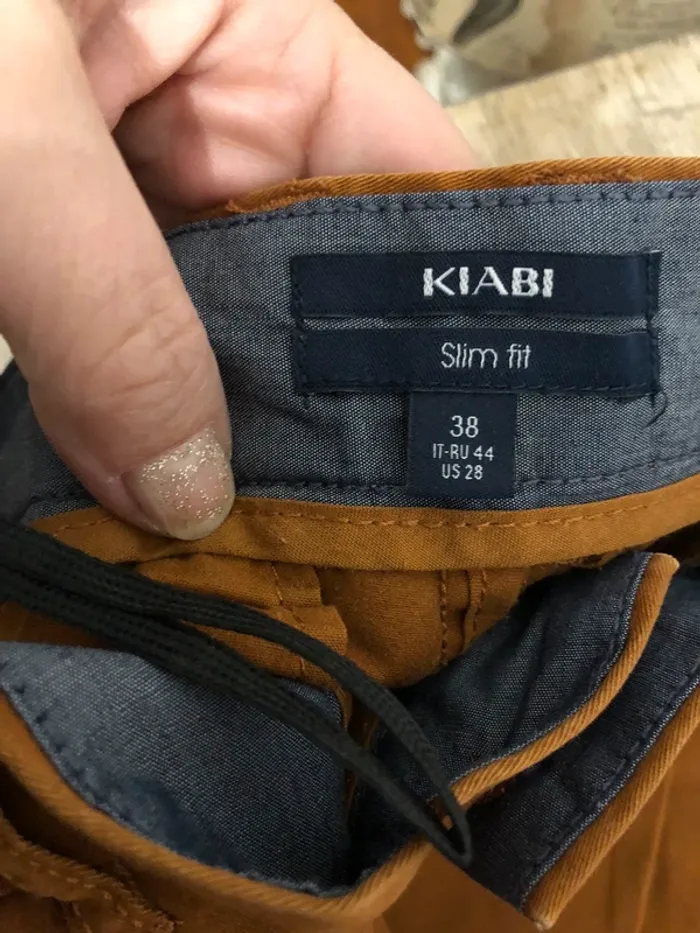 KIABI
Slim fit
38
IT-RU 44
US 28